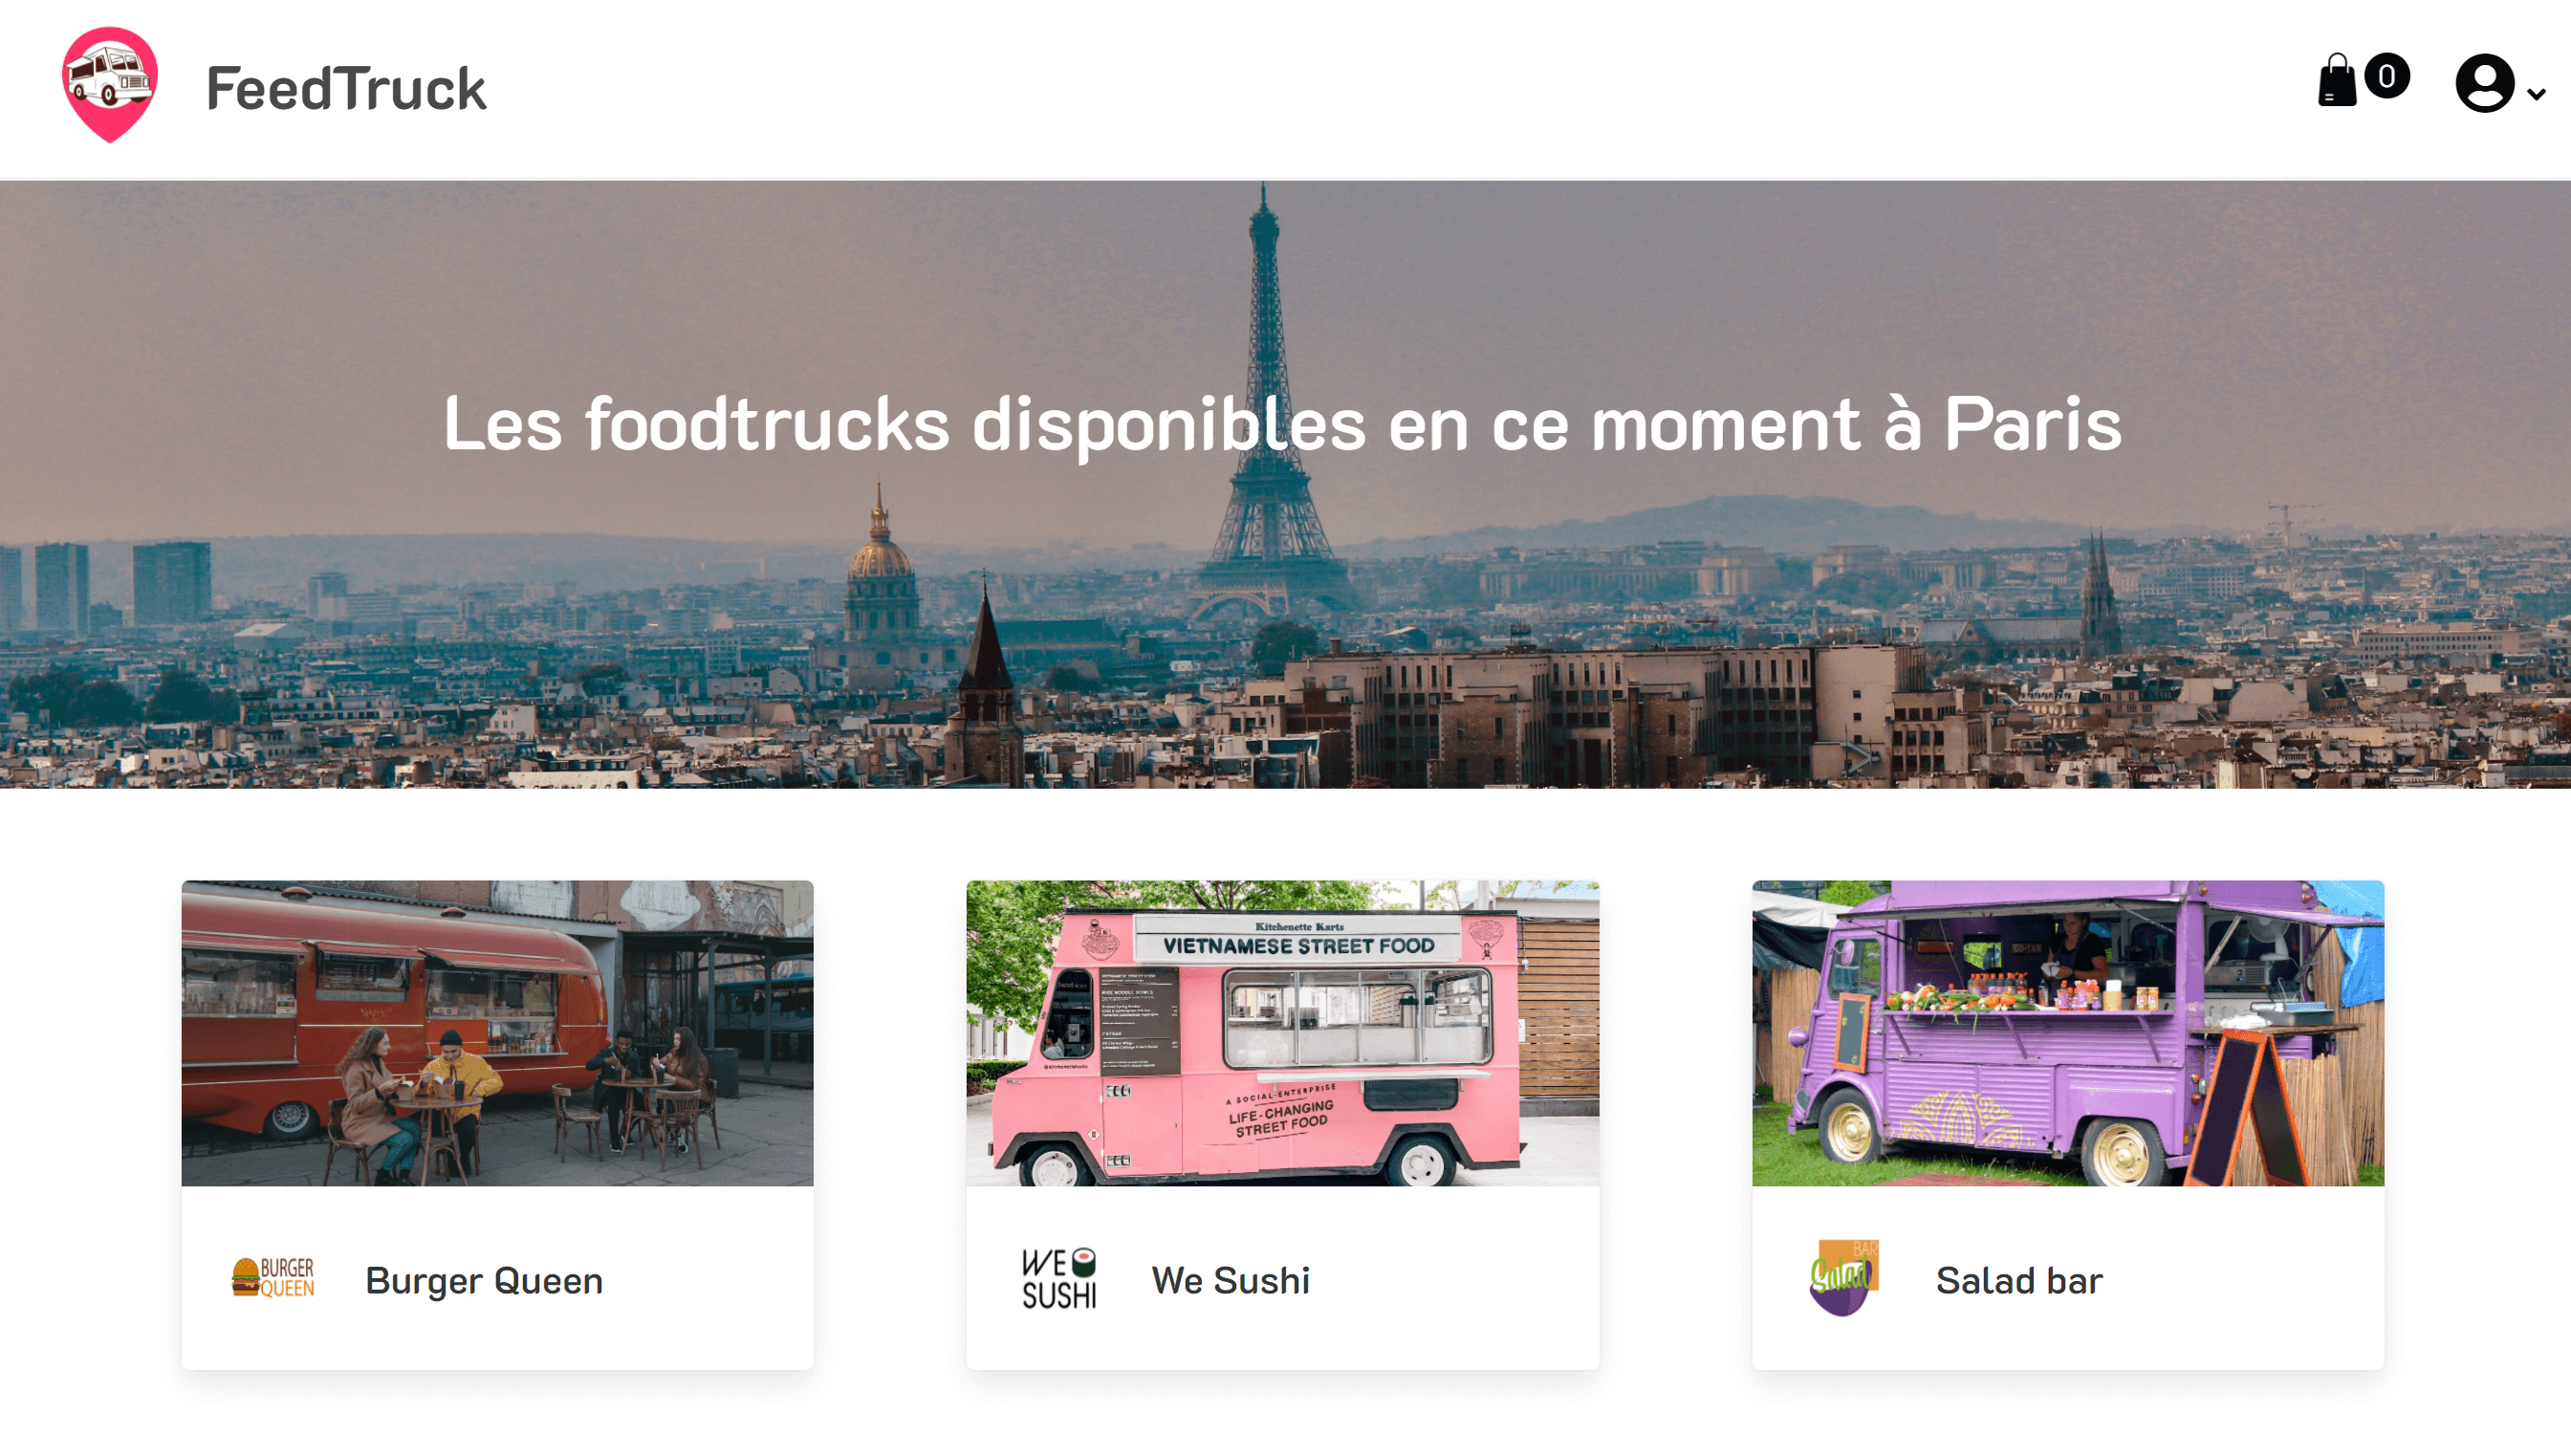 FeedTruck
0
Les foodtrucks disponibles en ce moment à Paris
Kitchenette Karts
VIETNAMESE STREET FOOD
A SOCIAL ENTERPRISE
LIFE-CHANGING
STREET FOOD
BURGER
QUEEN
Burger Queen
WE
SUSHI
We Sushi
BAR
Salad
Salad bar